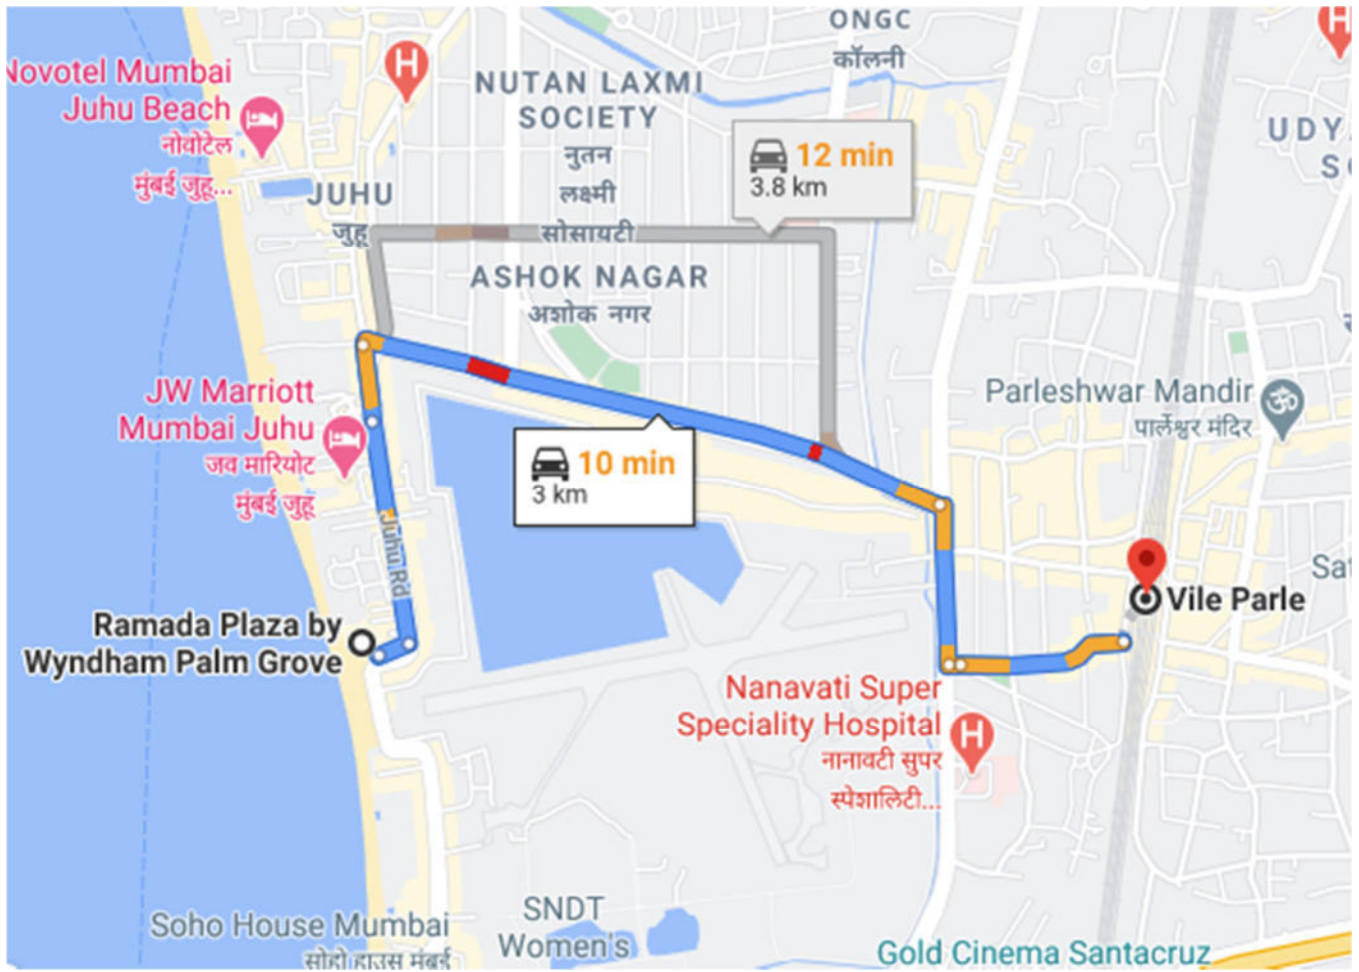 ONGC
कॉलनी
Novotel Mumbai
Juhu Beach
नोवोटेल
मुंबई जुहू...
NUTAN LAXMI
SOCIETY
नुतन
लक्ष्मी
सोसायटी
12 min
3.8 km
JUHU
जुहू
ASHOK NAGAR
अशोक नगर
JW Marriott
Mumbai Juhu
जव मारियोट
मुंबई जुहू
Parleshwar Mandir
पार्लेश्वर मंदिर
10 min
3 km
Juhu Rd
Vile Parle
Ramada Plaza by
Wyndham Palm Grove
Nanavati Super
Speciality Hospital
नानावटी सुपर
स्पेशालिटी...
Soho House Mumbai
सोहो हाउस मुंबई
SNDT
Women's
Gold Cinema Santacruz